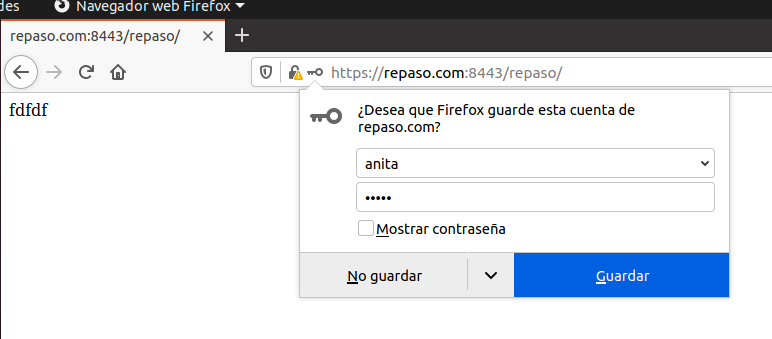 des
Navegador web Firefox
repaso.com:8443/repaso/
https://repaso.com:8443/repaso/
fdfdf
¿Desea que Firefox guarde esta cuenta de
repaso.com?
anita
•••••
Mostrar contraseña
No guardar
Guardar